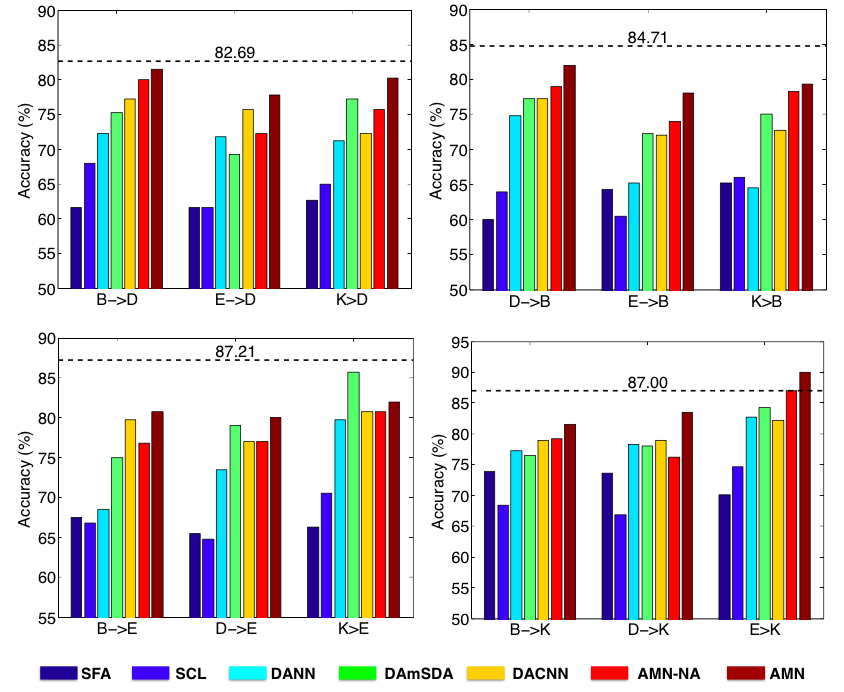 90
85
80
75
70
65
60
55
50
Accuracy (%)
82.69
B->D
E->D
K>D
90
85
80
75
70
65
60
55
50
Accuracy (%)
84.71
D->B
E->B
K>B
90
85
80
75
70
65
60
55
Accuracy (%)
87.21
B->E
D->E
K>E
95
90
85
80
75
70
65
60
55
50
Accuracy (%)
87.00
B->K
D->K
E>K
SFA SCL DANN DAmSDA DACNN AMN-NA AMN